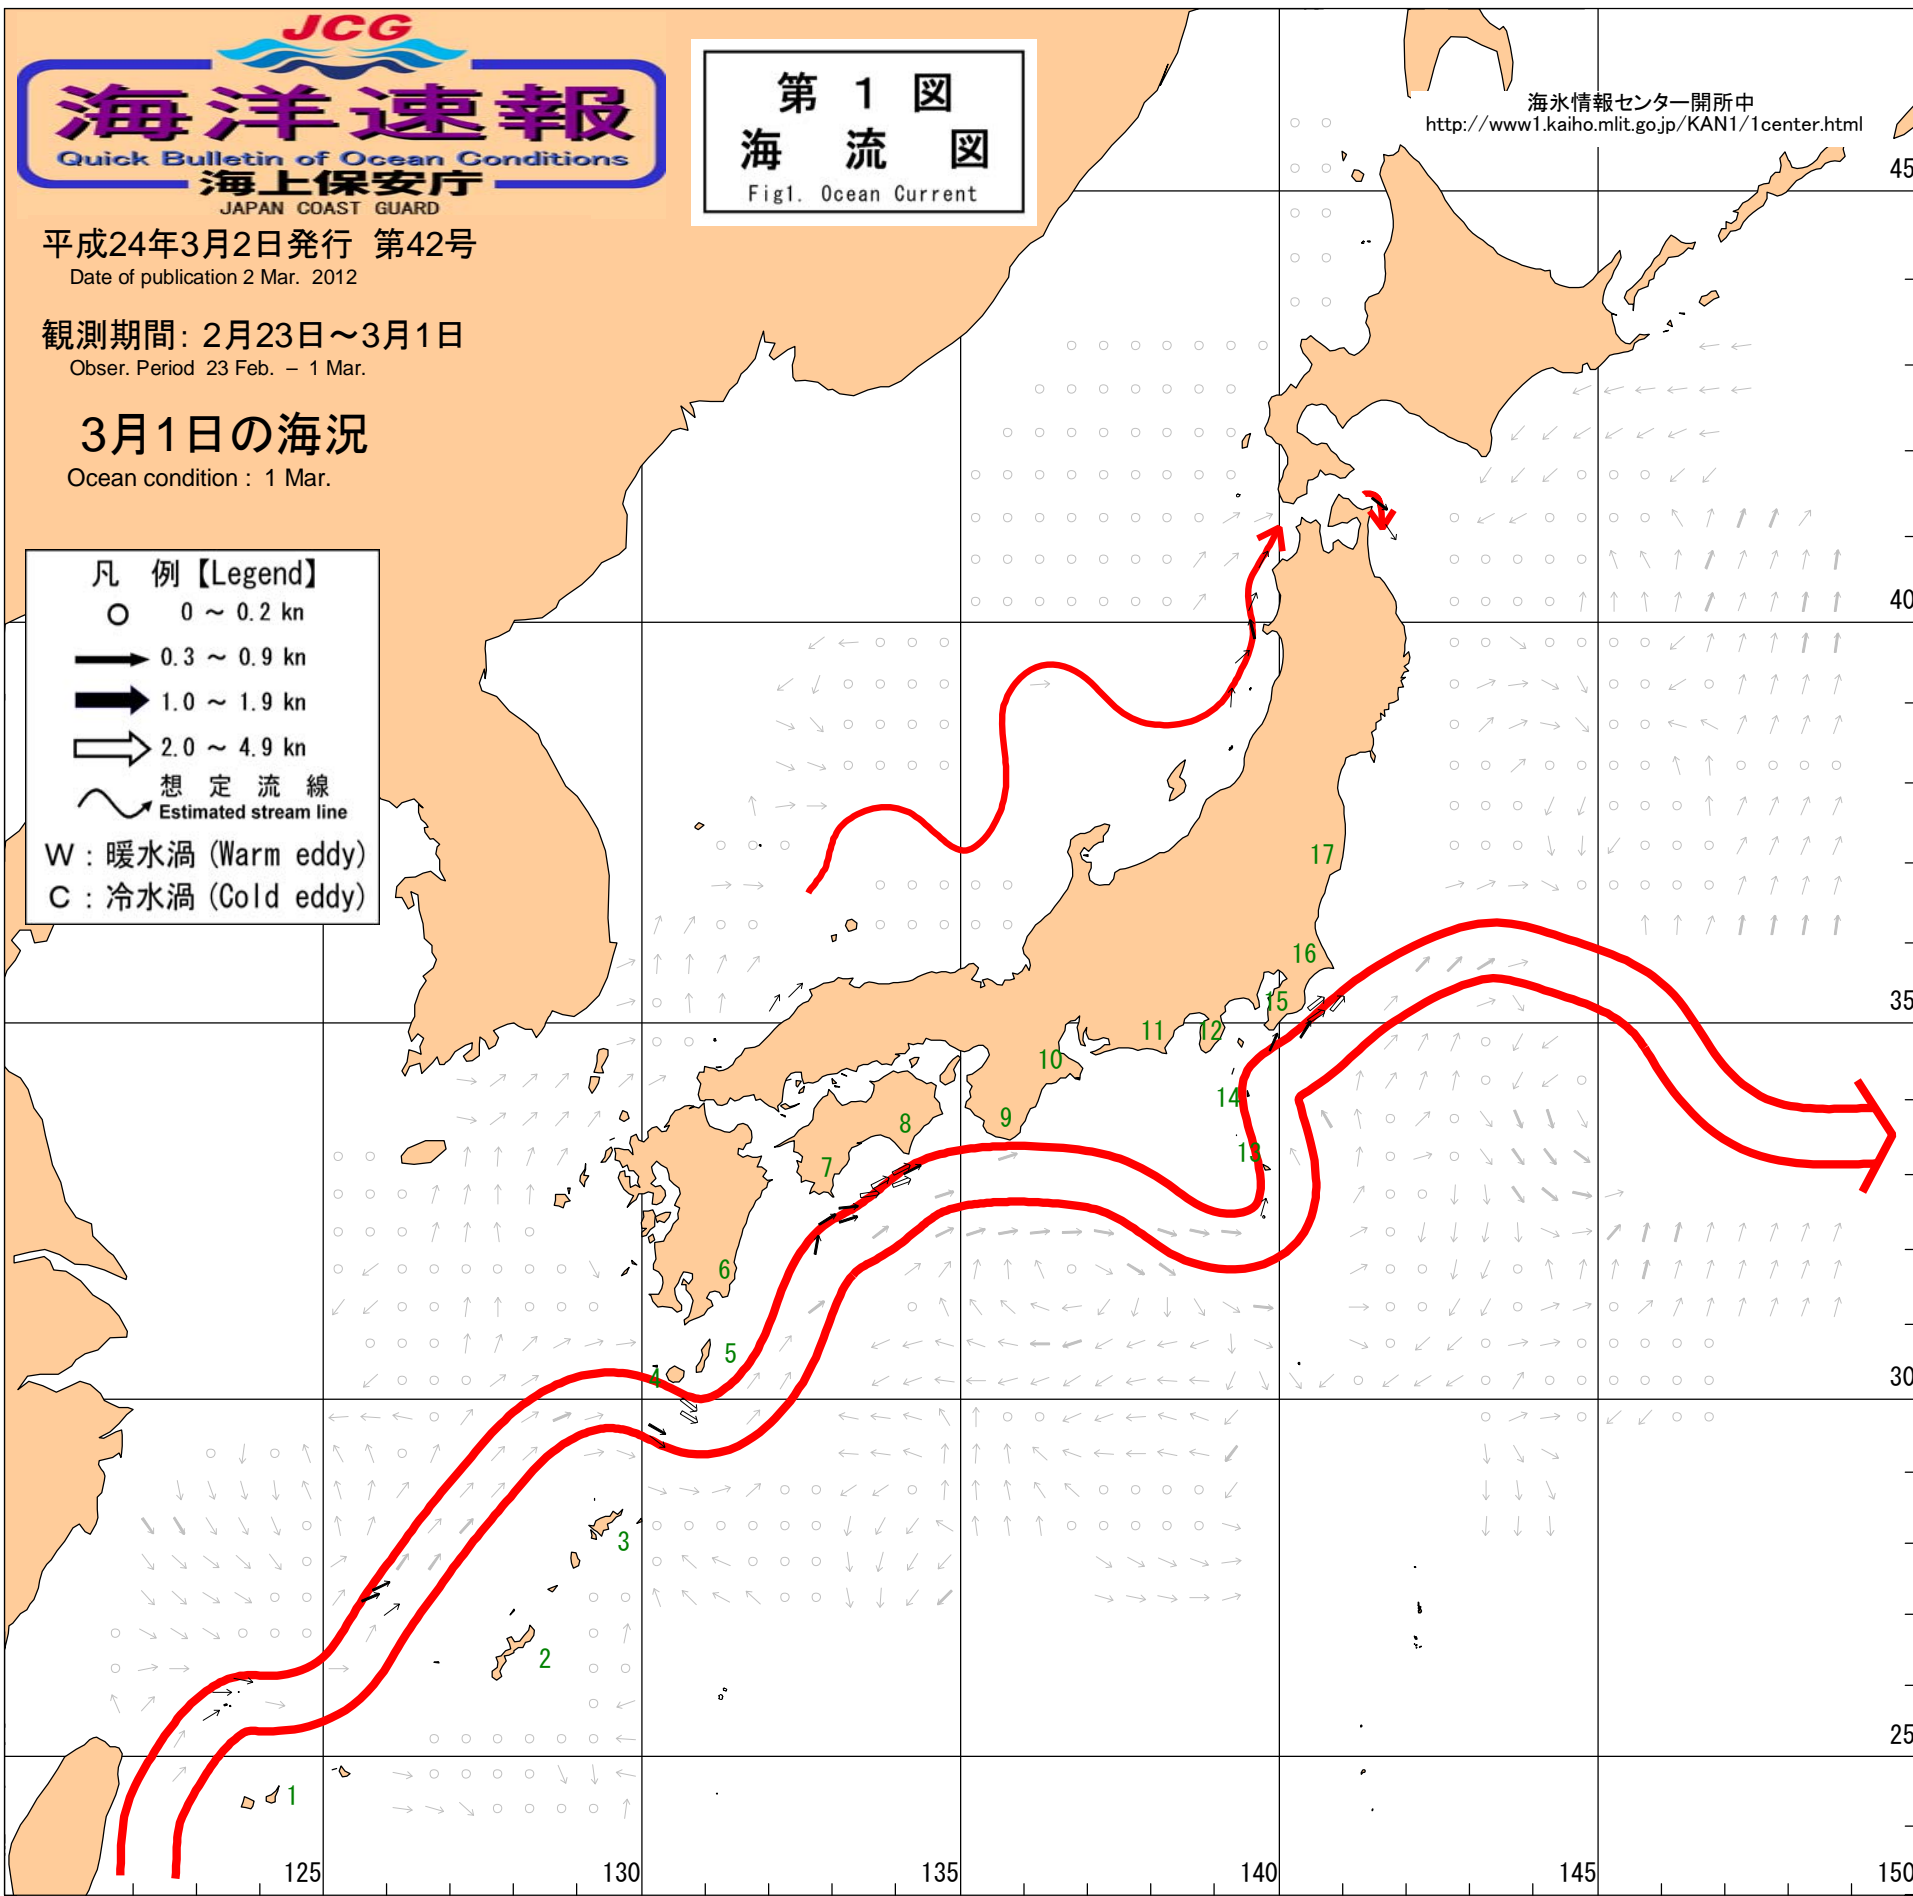 JCG
海洋速報
Quick Bulletin of Ocean Conditions
海上保安庁
JAPAN COAST GUARD
第 1 図
海 流 図
Fig1. Ocean Current
海氷情報センター開所中
http://www1.kaiho.mlit.go.jp/KAN1/1center.html
平成24年3月2日発行 第42号
Date of publication 2 Mar. 2012
観測期間: 2月23日～3月1日
Obser. Period 23 Feb. – 1 Mar.
3月1日の海況
Ocean condition : 1 Mar.
凡 例【Legend】
0 ～ 0.2 kn
0.3 ～ 0.9 kn
1.0 ～ 1.9 kn
2.0 ～ 4.9 kn
想 定 流 線
Estimated stream line
W : 暖水渦 (Warm eddy)
C : 冷水渦 (Cold eddy)
45
40
35
30
25
17
16
15
12
11
10
14
9
8
13
7
6
5
4
3
2
1
125
130
135
140
145
150